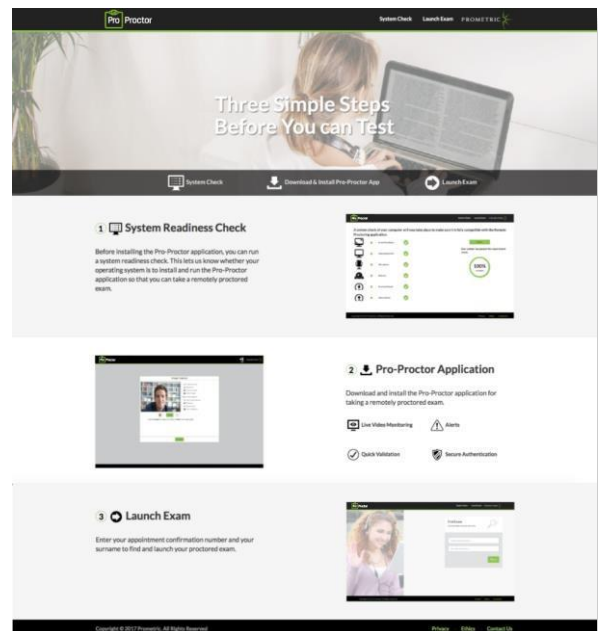 Pro Proctor
System Check Launch Exam PROMETRIC
Three Simple Steps
Before You can Test
System Check Download & Install Pro-Proctor App Launch Exam
1 System Readiness Check
Before installing the Pro-Proctor application, you can run
a system readiness check. This lets us know whether your
operating system is to install and run the Pro-Proctor
application so that you can take a remotely proctored
exam.
100%
2 Pro-Proctor Application
Download and install the Pro-Proctor application for
taking a remotely proctored exam.
Live Video Monitoring Alerts
Quick Validation Secure Authentication
3 Launch Exam
Enter your appointment confirmation number and your
surname to find and launch your proctored exam.
Copyright © 2017 Prometric. All Rights Reserved
Privacy Ethics Contact Us